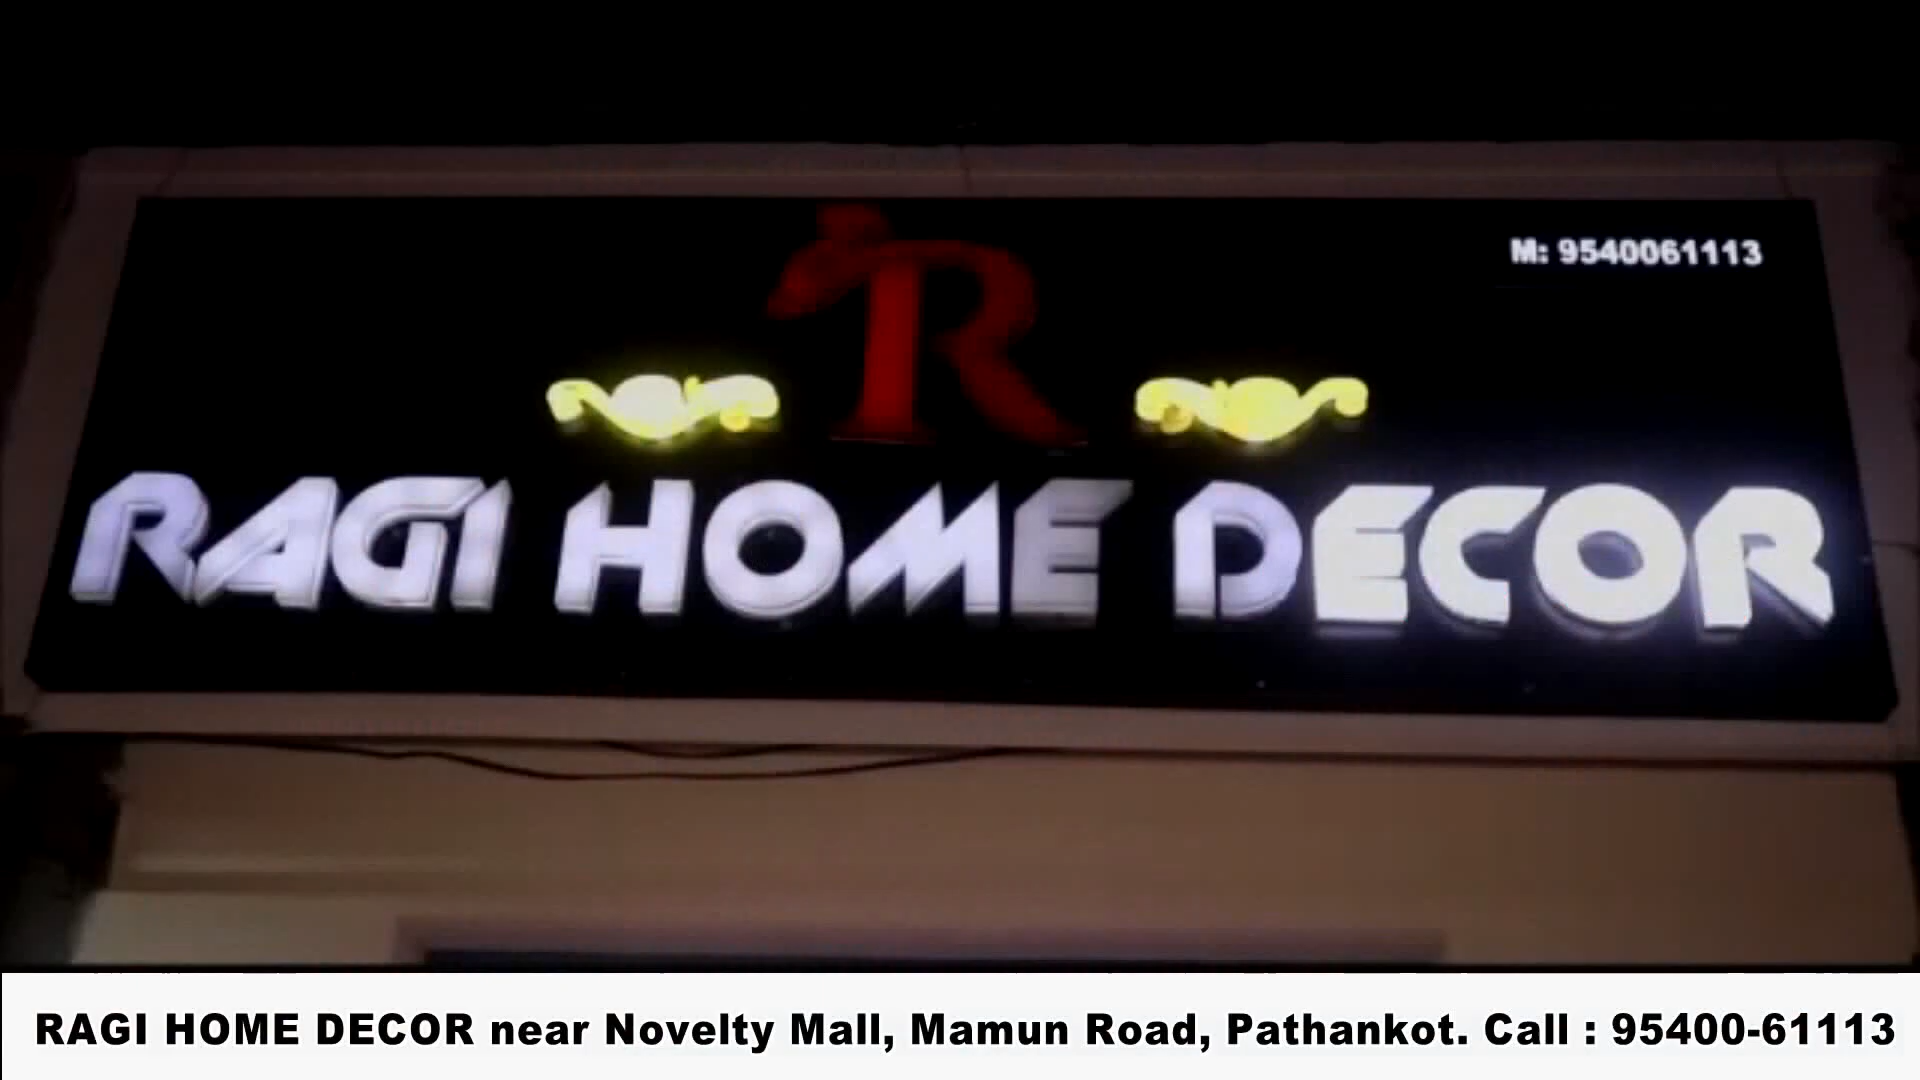 R
M: 9540061113
RAGI HOME DECOR
RAGI HOME DECOR near Novelty Mall, Mamun Road, Pathankot. Call : 95400-61113